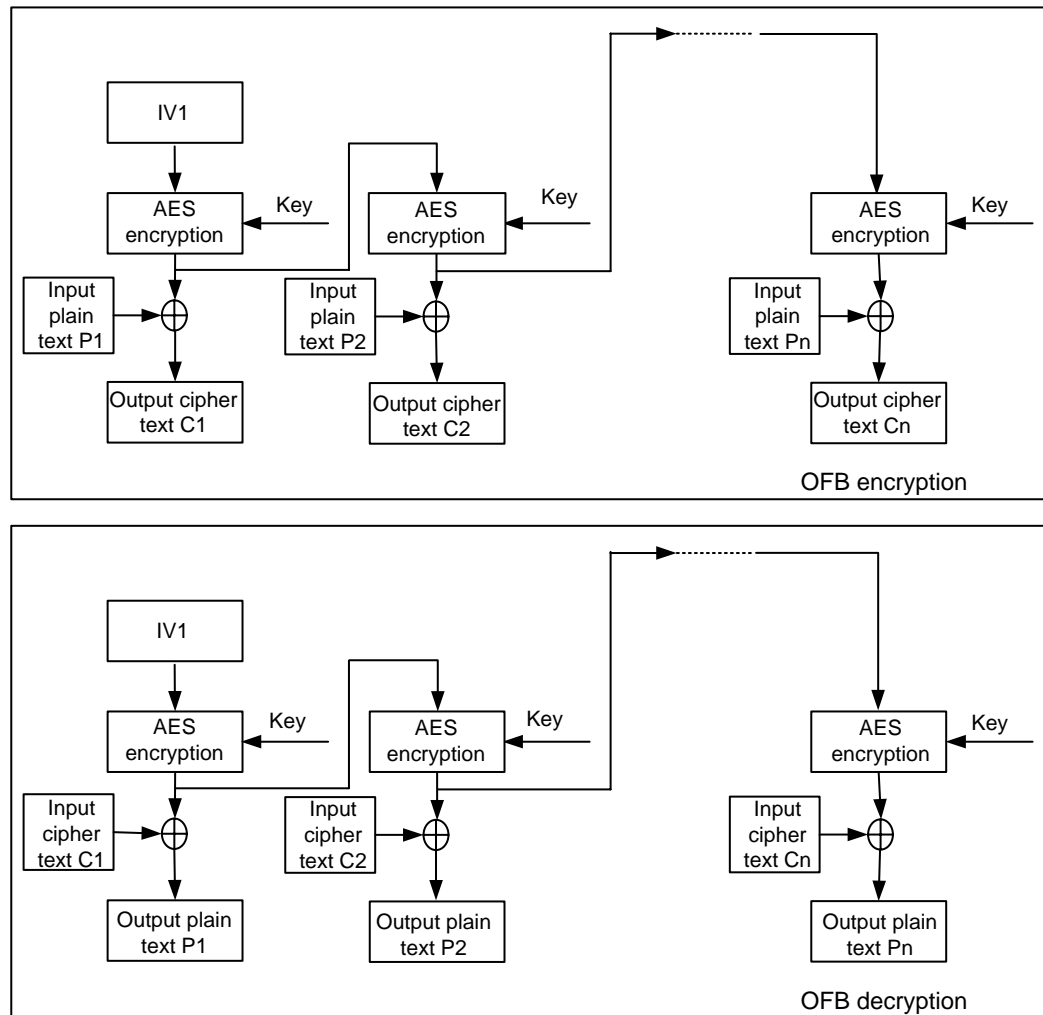 IV1
AES
encryption
Key
AES
encryption
Key
AES
encryption
Key
Input
plain
text P1
Input
plain
text P2
Input
plain
text Pn
Output cipher
text C1
Output cipher
text C2
Output cipher
text Cn
OFB encryption
IV1
AES
encryption
Key
AES
encryption
Key
AES
encryption
Key
Input
cipher
text C1
Input
cipher
text C2
Input
cipher
text Cn
Output plain
text P1
Output plain
text P2
Output plain
text Pn
OFB decryption